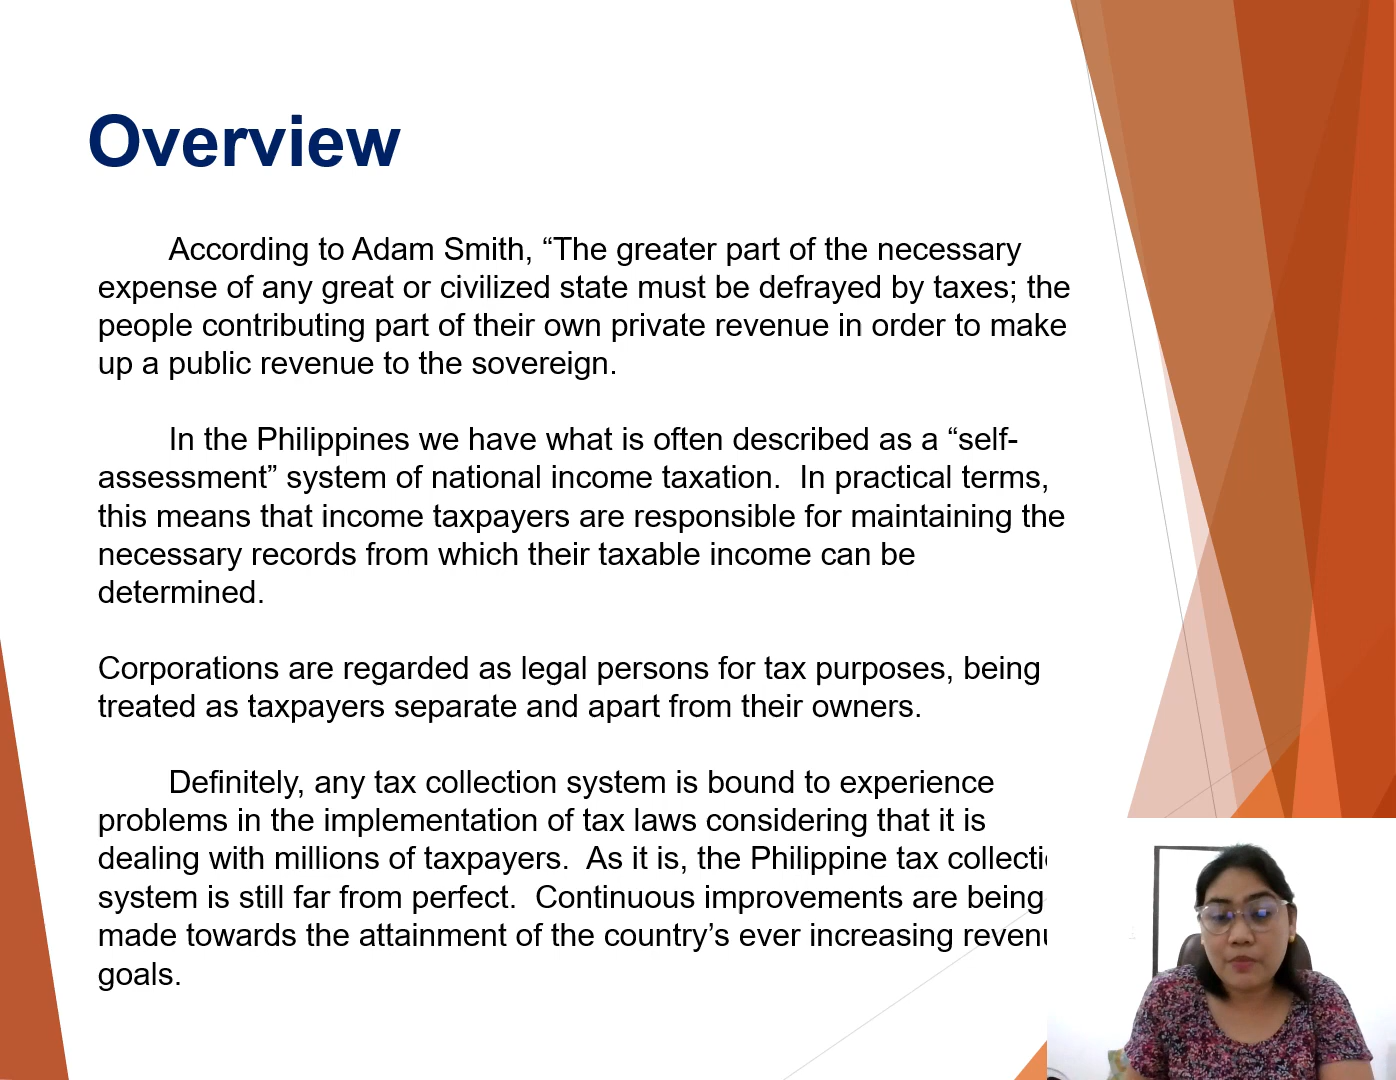 Overview
According to Adam Smith, “The greater part of the necessary
expense of any great or civilized state must be defrayed by taxes; the
people contributing part of their own private revenue in order to make
up a public revenue to the sovereign.
In the Philippines we have what is often described as a “self-
assessment” system of national income taxation.  In practical terms,
this means that income taxpayers are responsible for maintaining the
necessary records from which their taxable income can be
determined.
Corporations are regarded as legal persons for tax purposes, being
treated as taxpayers separate and apart from their owners.
Definitely, any tax collection system is bound to experience
problems in the implementation of tax laws considering that it is
dealing with millions of taxpayers.  As it is, the Philippine tax
system is still far from perfect.  Continuous improvements are being
made towards the attainment of the country’s ever increasing
goals.